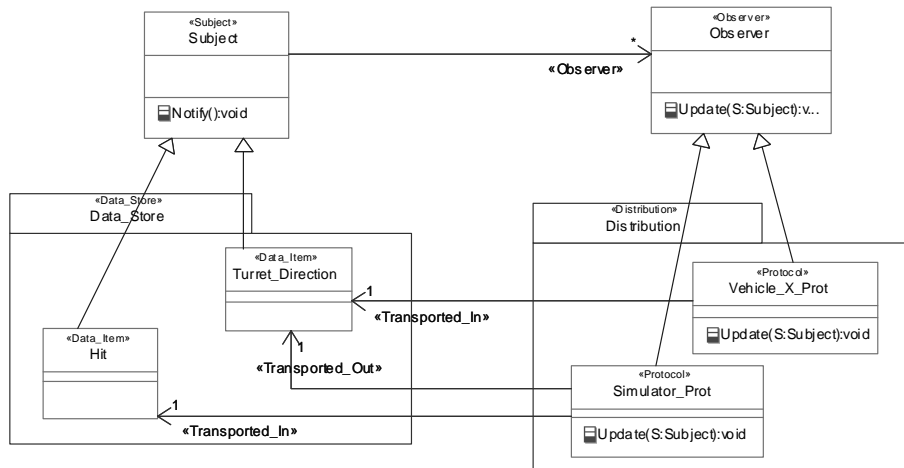 «Subject»
Subject
Notify():void
«Observer»
Observer
Update(S:Subject):v...
*
«Observer»
«Data_Store»
Data_Store
«Distribution»
Distribution
«Data_Item»
Turret_Direction
«Protocol»
Vehicle_X_Prot
Update(S:Subject):void
1
«Transported_In»
«Data_Item»
Hit
1
«Transported_Out»
«Protocol»
Simulator_Prot
Update(S:Subject):void
1
«Transported_In»